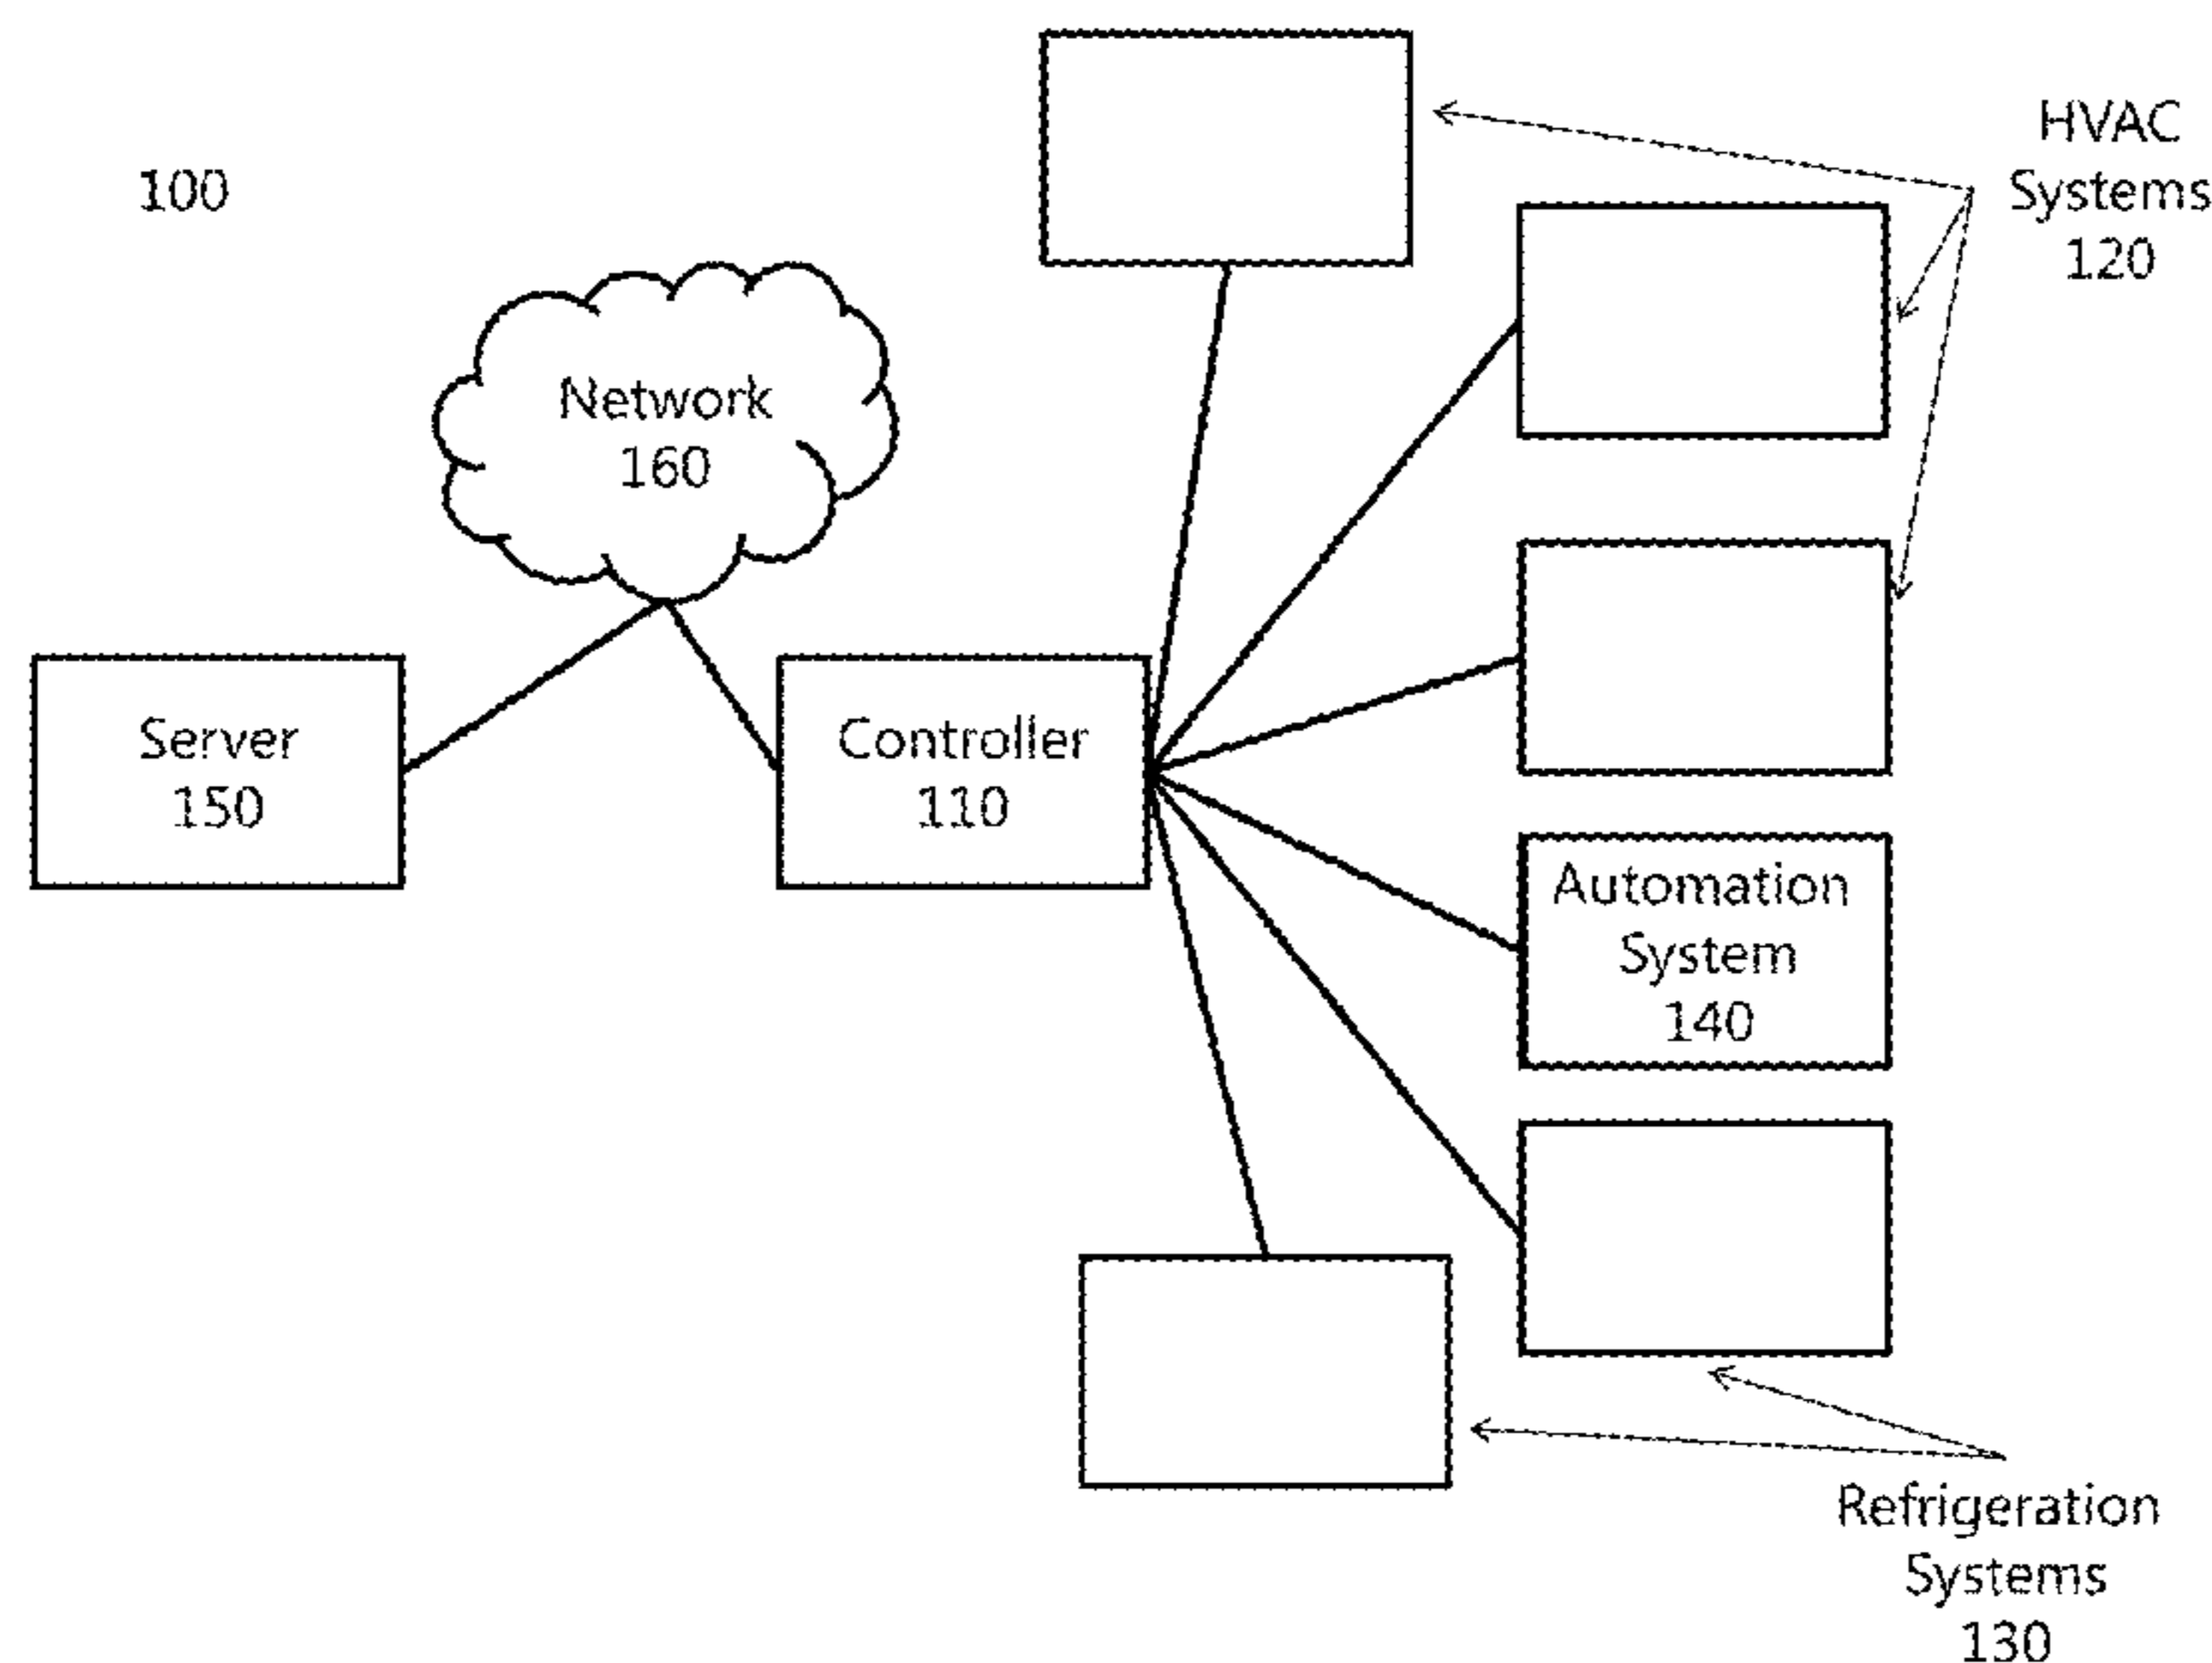 100
HVAC
Systems
120
Network
160
Server
150
Controller
110
Automation
System
140
Refrigeration
Systems
130